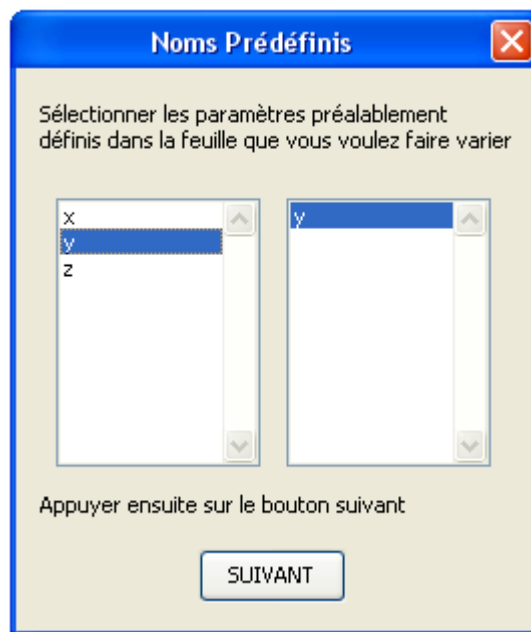 Noms Prédéfinis
Sélectionner les paramètres préalablement
définis dans la feuille que vous voulez faire varier
x
y
z
y
Appuyer ensuite sur le bouton suivant
SUIVANT